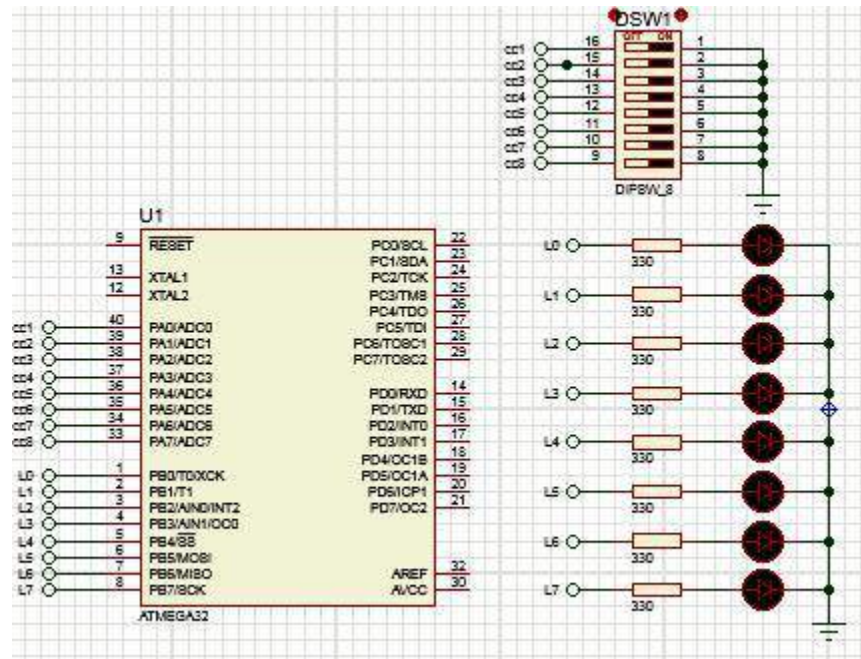 DSW1
OFF ON
cc1 16 1
cc2 15 2
cc3 14 3
cc4 13 4
cc5 12 5
cc6 11 6
cc7 10 7
cc8 9 8
DIPSW_8
U1
9 RESET
13 XTAL1
12 XTAL2
cc1 40 PA0/ADC0
cc2 39 PA1/ADC1
cc3 38 PA2/ADC2
cc4 37 PA3/ADC3
cc5 36 PA4/ADC4
cc6 35 PA5/ADC5
cc7 34 PA6/ADC6
cc8 33 PA7/ADC7
L0 1 PB0/T0/XCK
L1 2 PB1/T1
L2 3 PB2/AIN0/INT2
L3 4 PB3/AIN1/OC0
L4 5 PB4/SS
L5 6 PB5/MOSI
L6 7 PB6/MISO
L7 8 PB7/SCK
PC0/SCL 22
PC1/SDA 23
PC2/TCK 24
PC3/TMS 25
PC4/TDO 26
PC5/TDI 27
PC6/TOSC1 28
PC7/TOSC2 29
PD0/RXD 14
PD1/TXD 15
PD2/INT0 16
PD3/INT1 17
PD4/OC1B 18
PD5/OC1A 19
PD6/ICP1 20
PD7/OC2 21
AREF 32
AVCC 30
ATMEGA32
L0
330
L1
330
L2
330
L3
330
L4
330
L5
330
L6
330
L7
330